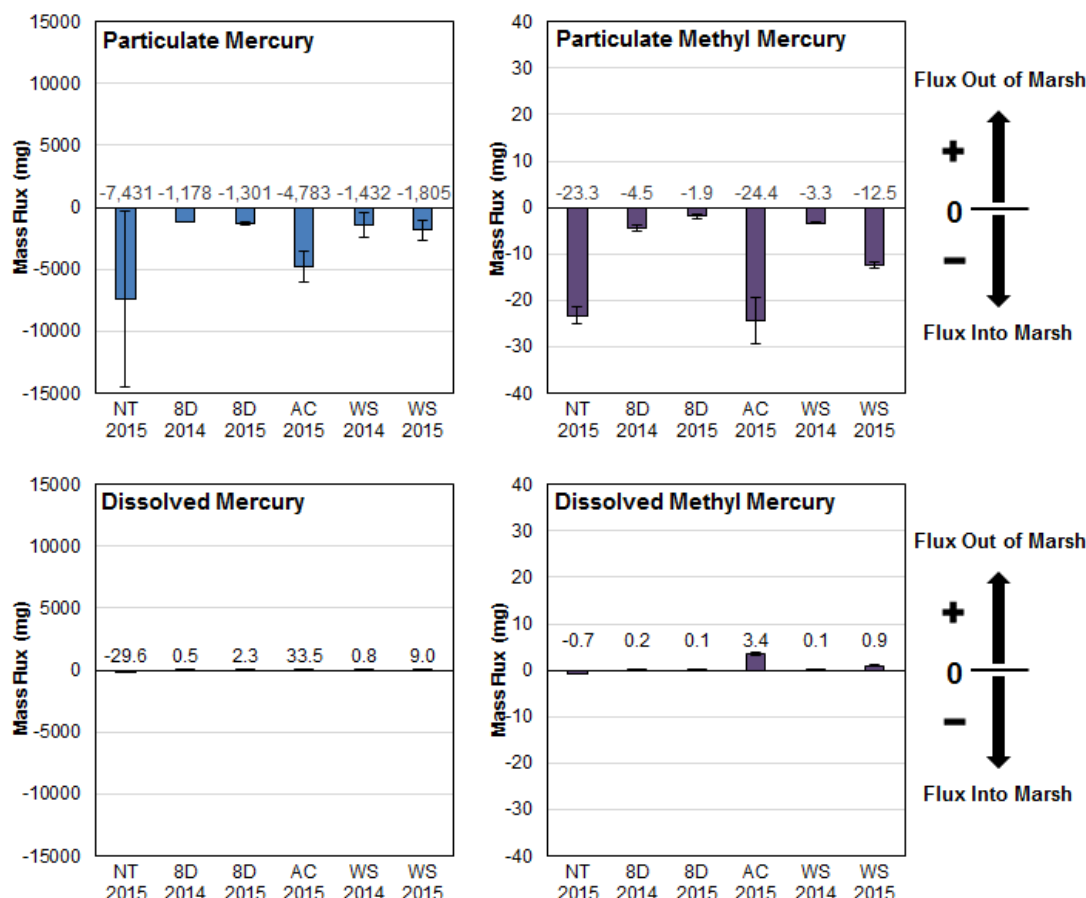 Particulate Mercury
Mass Flux (mg)
15000
10000
5000
0
-5000
-10000
-15000
-7,431 -1,178 -1,301 -4,783 -1,432 -1,805
NT 8D 8D AC WS WS
2015 2014 2015 2015 2014 2015
Particulate Methyl Mercury
Mass Flux (mg)
40
30
20
10
0
-10
-20
-30
-40
-23.3 -4.5 -1.9 -24.4 -3.3 -12.5
NT 8D 8D AC WS WS
2015 2014 2015 2015 2014 2015
Flux Out of Marsh
+
0
−
Flux Into Marsh
Dissolved Mercury
Mass Flux (mg)
15000
10000
5000
0
-5000
-10000
-15000
-29.6 0.5 2.3 33.5 0.8 9.0
NT 8D 8D AC WS WS
2015 2014 2015 2015 2014 2015
Dissolved Methyl Mercury
Mass Flux (mg)
40
30
20
10
0
-10
-20
-30
-40
-0.7 0.2 0.1 3.4 0.1 0.9
NT 8D 8D AC WS WS
2015 2014 2015 2015 2014 2015
Flux Out of Marsh
+
0
−
Flux Into Marsh